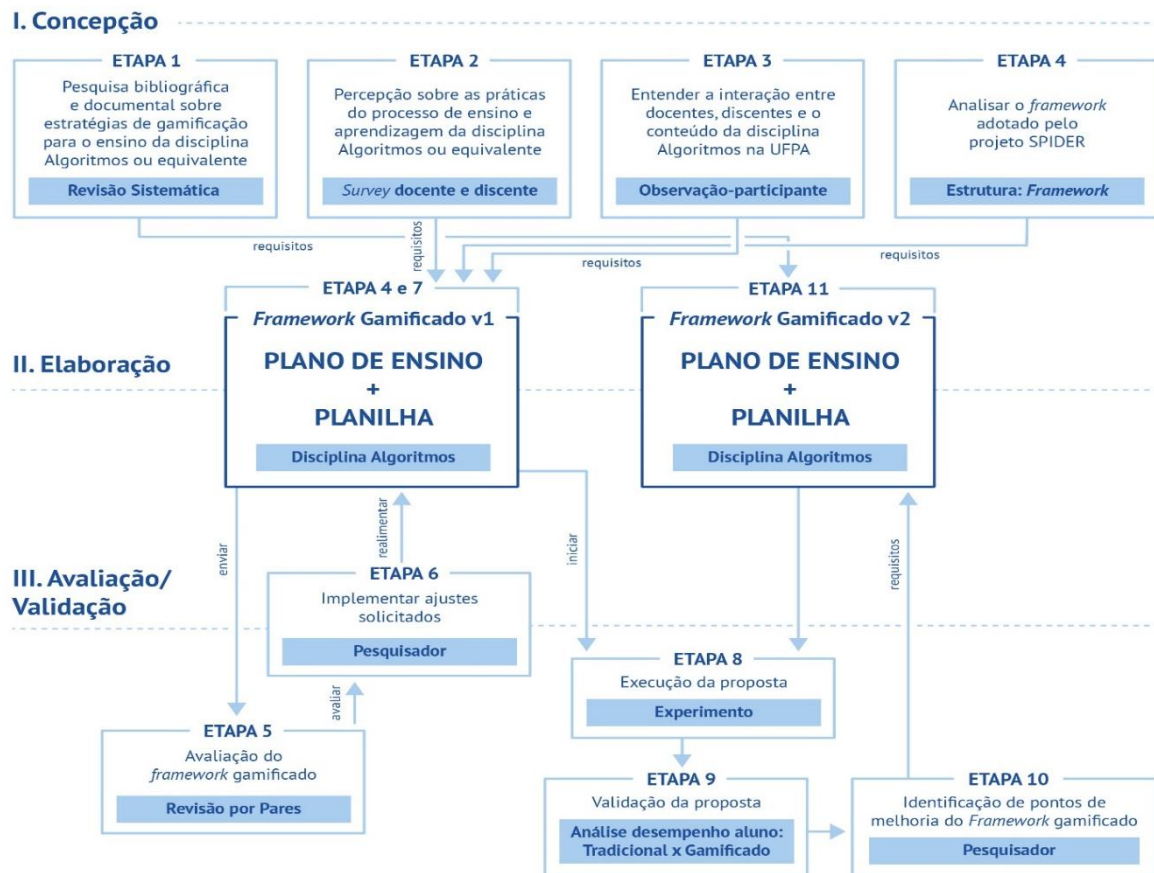 I. Concepção
ETAPA 1
Pesquisa bibliográfica
e documental sobre
estratégias de gamificação
para o ensino da disciplina
Algoritmos ou equivalente
Revisão Sistemática
ETAPA 2
Percepção sobre as práticas
do processo de ensino e
aprendizagem da disciplina
Algoritmos ou equivalente
Survey docente e discente
ETAPA 3
Entender a interação entre
docentes, discentes e o
conteúdo da disciplina
Algoritmos na UFPA
Observação-participante
ETAPA 4
Analisar o framework
adotado pelo
projeto SPIDER
Estrutura: Framework
requisitos
requisitos
requisitos
requisitos
II. Elaboração
ETAPA 4 e 7
Framework Gamificado v1
PLANO DE ENSINO
+
PLANILHA
Disciplina Algoritmos
ETAPA 11
Framework Gamificado v2
PLANO DE ENSINO
+
PLANILHA
Disciplina Algoritmos
enviar
realimentar
iniciar
requisitos
III. Avaliação/
Validação
ETAPA 6
Implementar ajustes
solicitados
Pesquisador
avaliar
ETAPA 5
Avaliação do
framework gamificado
Revisão por Pares
ETAPA 8
Execução da proposta
Experimento
ETAPA 9
Validação da proposta
Análise desempenho aluno:
Tradicional x Gamificado
ETAPA 10
Identificação de pontos de
melhoria do Framework gamificado
Pesquisador